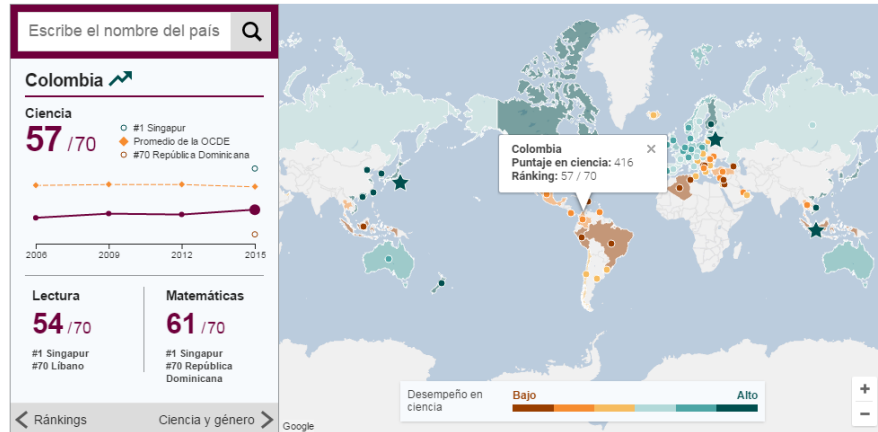 Escribe el nombre del país
Colombia
Ciencia
57 /70
#1 Singapur
Promedio de la OCDE
#70 República Dominicana
2006 2009 2012 2015
Lectura
54 /70
#1 Singapur
#70 Líbano
Matemáticas
61 /70
#1 Singapur
#70 República
Dominicana
Ránkings
Ciencia y género
Colombia
Puntaje en ciencia: 416
Ránking: 57 / 70
Desempeño en
ciencia
Bajo
Alto
Google